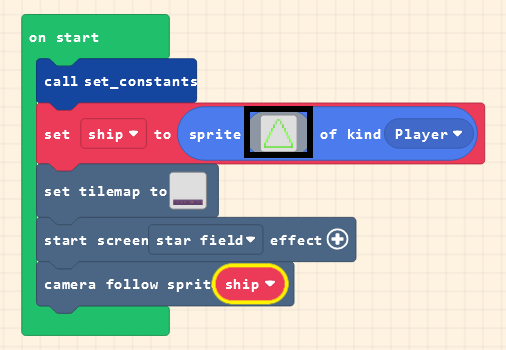 on start
call set_constants
set ship to sprite of kind Player
set tilemap to
start screen star field effect
camera follow sprit ship